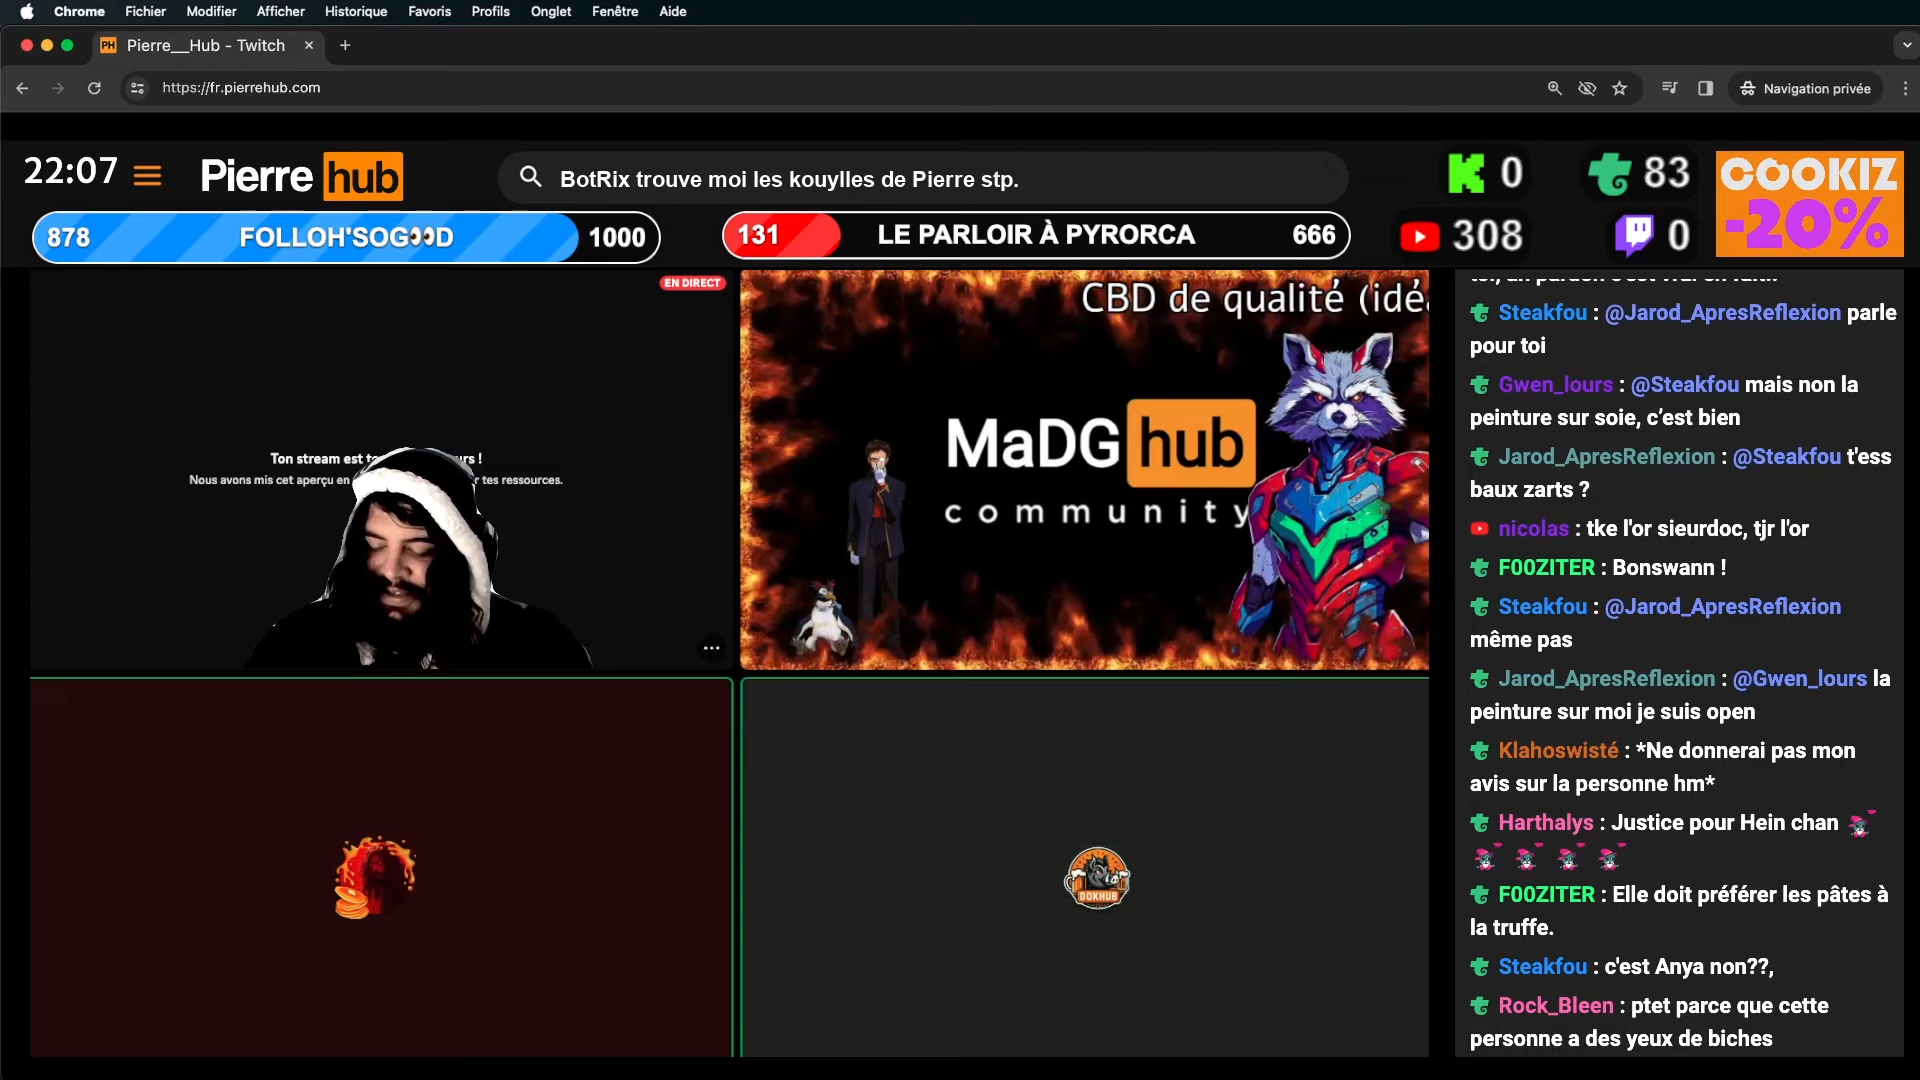 Chrome Fichier Modifier Afficher Historique Favoris Profils Onglet Fenêtre Aide
PH Pierre__Hub - Twitch
https://fr.pierrehub.com
Navigation privée
22:07
Pierre hub
BotRix trouve moi les kouylles de Pierre stp.
0
83
COOKIZ
-20%
878 FOLLOH'SOG👀D 1000
131 LE PARLOIR À PYRORCA 666
308
0
EN DIRECT
Ton stream est
Nous avons mis cet aperçu en
tes ressources.
CBD de qualité
MaDG hub
community
DOKHUB
Steakfou : @Jarod_ApresReflexion parle
pour toi
Gwen_lours : @Steakfou mais non la
peinture sur soie, c’est bien
Jarod_ApresReflexion : @Steakfou t'ess
baux zarts ?
nicolas : tke l'or sieurdoc, tjr l'or
F00ZITER : Bonswann !
Steakfou : @Jarod_ApresReflexion
même pas
Jarod_ApresReflexion : @Gwen_lours la
peinture sur moi je suis open
Klahoswisté : *Ne donnerai pas mon
avis sur la personne hm*
Harthalys : Justice pour Hein chan
F00ZITER : Elle doit préférer les pâtes à
la truffe.
Steakfou : c'est Anya non??,
Rock_Bleen : ptet parce que cette
personne a des yeux de biches